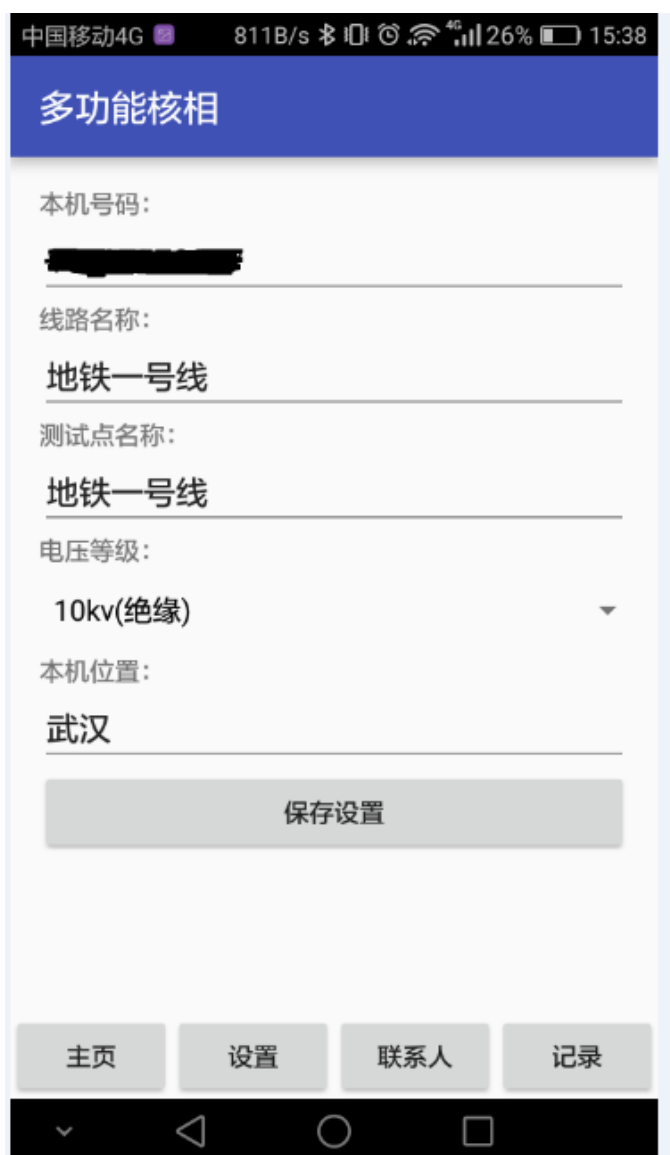 中国移动4G 811B/s 4G 26% 15:38
多功能核相
本机号码：
线路名称：
地铁一号线
测试点名称：
地铁一号线
电压等级：
10kv(绝缘)
本机位置：
武汉
保存设置
主页 设置 联系人 记录